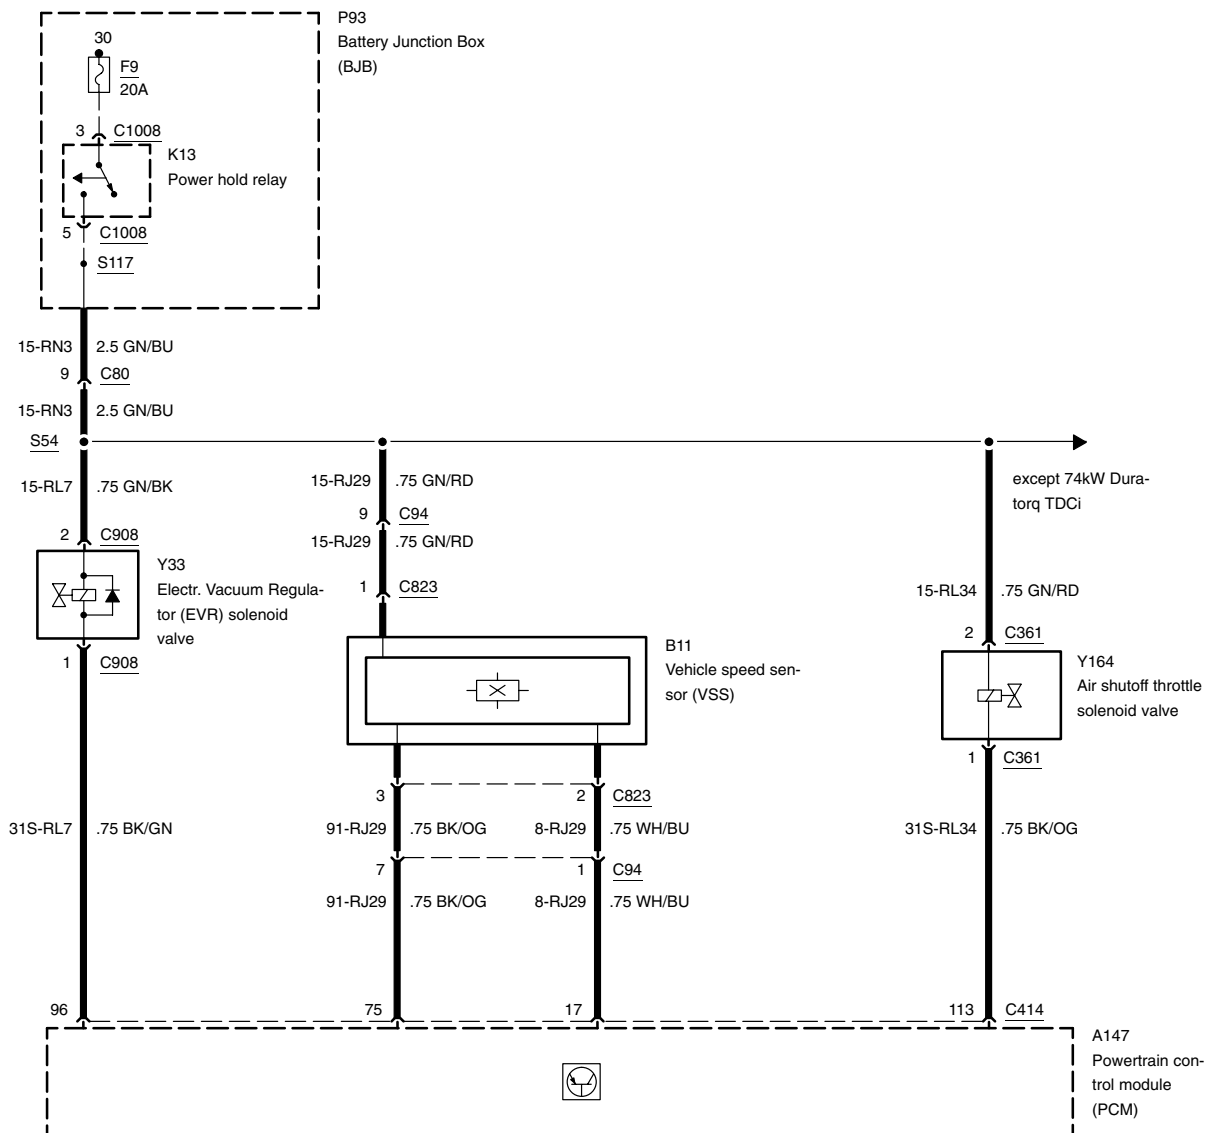 P93
Battery Junction Box
(BJB)
30
F9
20A
3 C1008
K13
Power hold relay
5 C1008
S117
15-RN3 2.5 GN/BU
9 C80
15-RN3 2.5 GN/BU
S54
15-RL7 .75 GN/BK
2 C908
Y33
Electr. Vacuum Regula-
tor (EVR) solenoid
valve
1 C908
31S-RL7 .75 BK/GN
15-RJ29 .75 GN/RD
9 C94
15-RJ29 .75 GN/RD
1 C823
B11
Vehicle speed sen-
sor (VSS)
3 2 C823
91-RJ29 .75 BK/OG 8-RJ29 .75 WH/BU
7 1 C94
91-RJ29 .75 BK/OG 8-RJ29 .75 WH/BU
except 74kW Dura-
torq TDCi
15-RL34 .75 GN/RD
2 C361
Y164
Air shutoff throttle
solenoid valve
1 C361
31S-RL34 .75 BK/OG
96 75 17 113 C414
A147
Powertrain con-
trol module
(PCM)